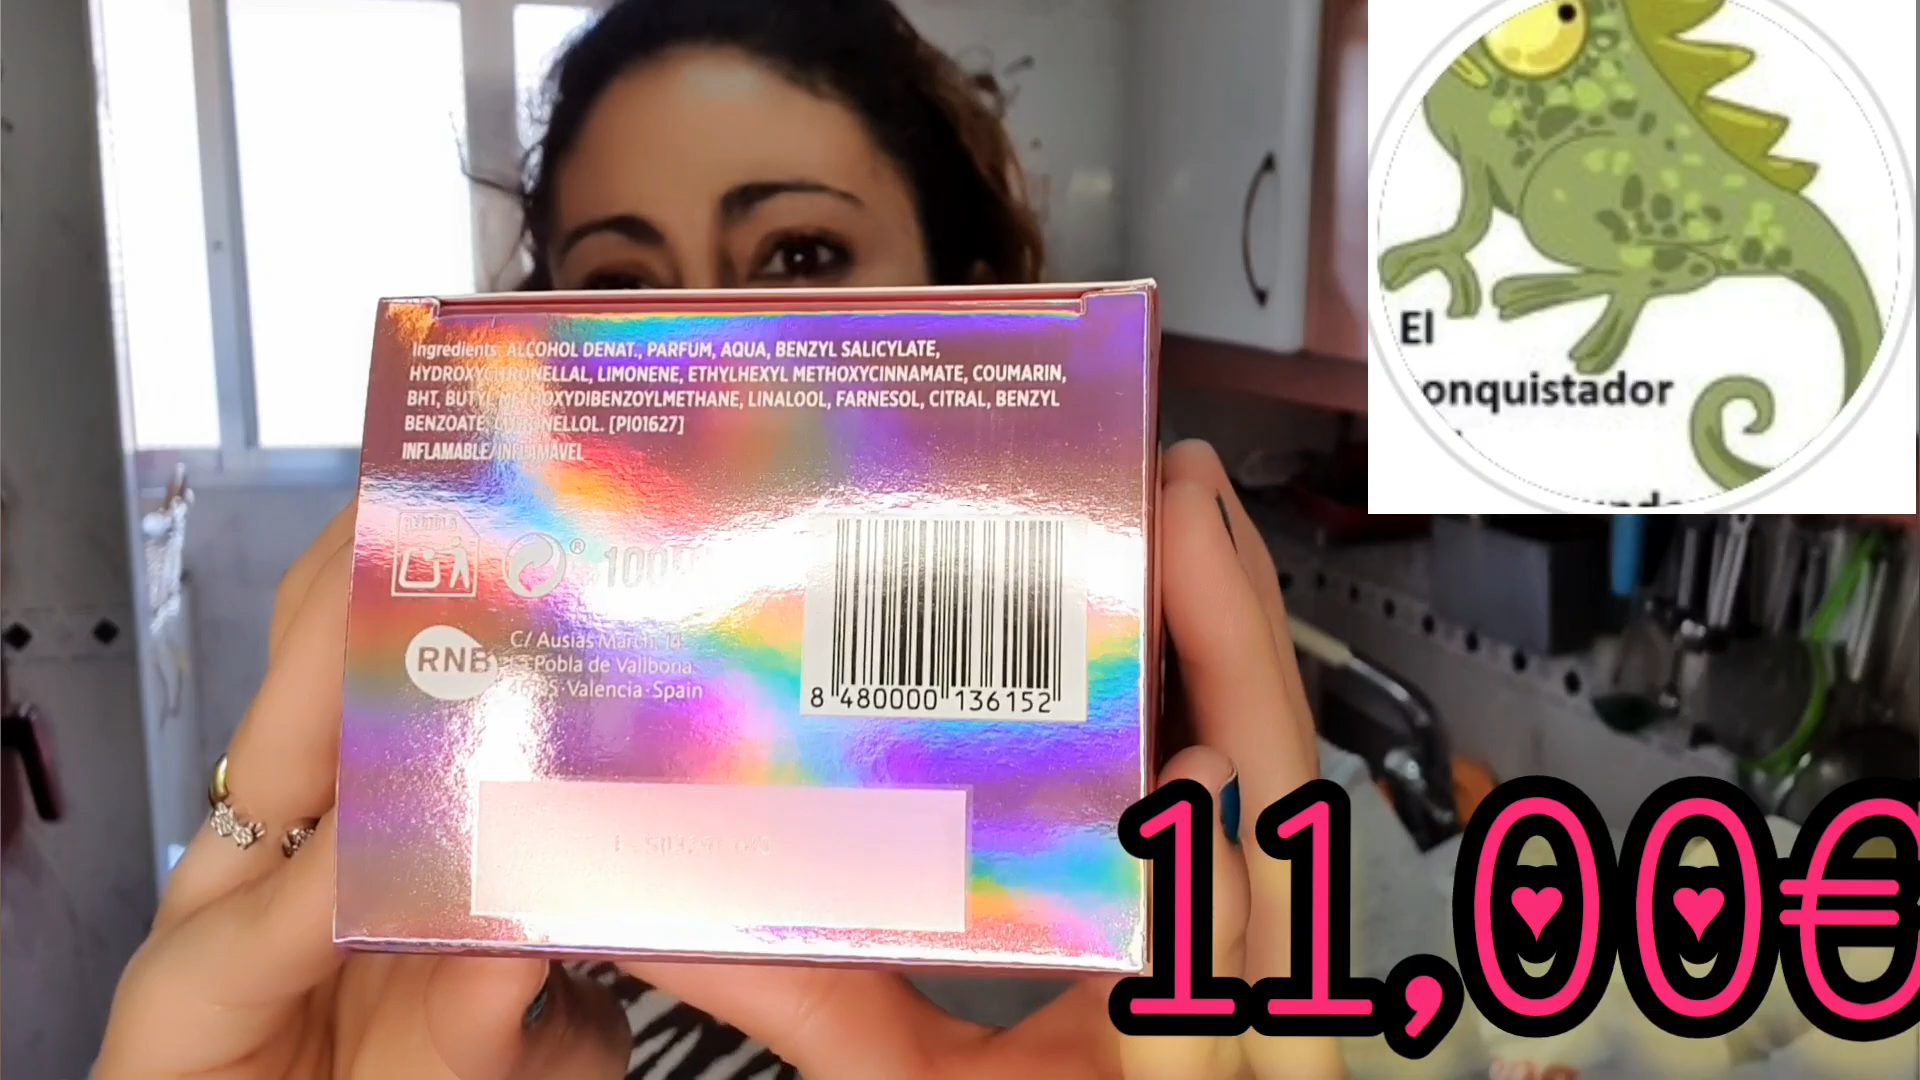 Ingredients: ALCOHOL DENAT., PARFUM, AQUA, BENZYL SALICYLATE,
HYDROXYCITRONELLAL, LIMONENE, ETHYLHEXYL METHOXYCINNAMATE, COUMARIN,
BHT, BUTYL METHOXYDIBENZOYLMETHANE, LINALOOL, FARNESOL, CITRAL, BENZYL
BENZOATE, CITRONELLOL. [PI01627]
INFLAMABLE/INFLAMÁVEL
®
100
RNB
C/ Ausias March, 14
Pobla de Vallbona
Valencia·Spain
8 480000 136152
El
onquistador
11,00€